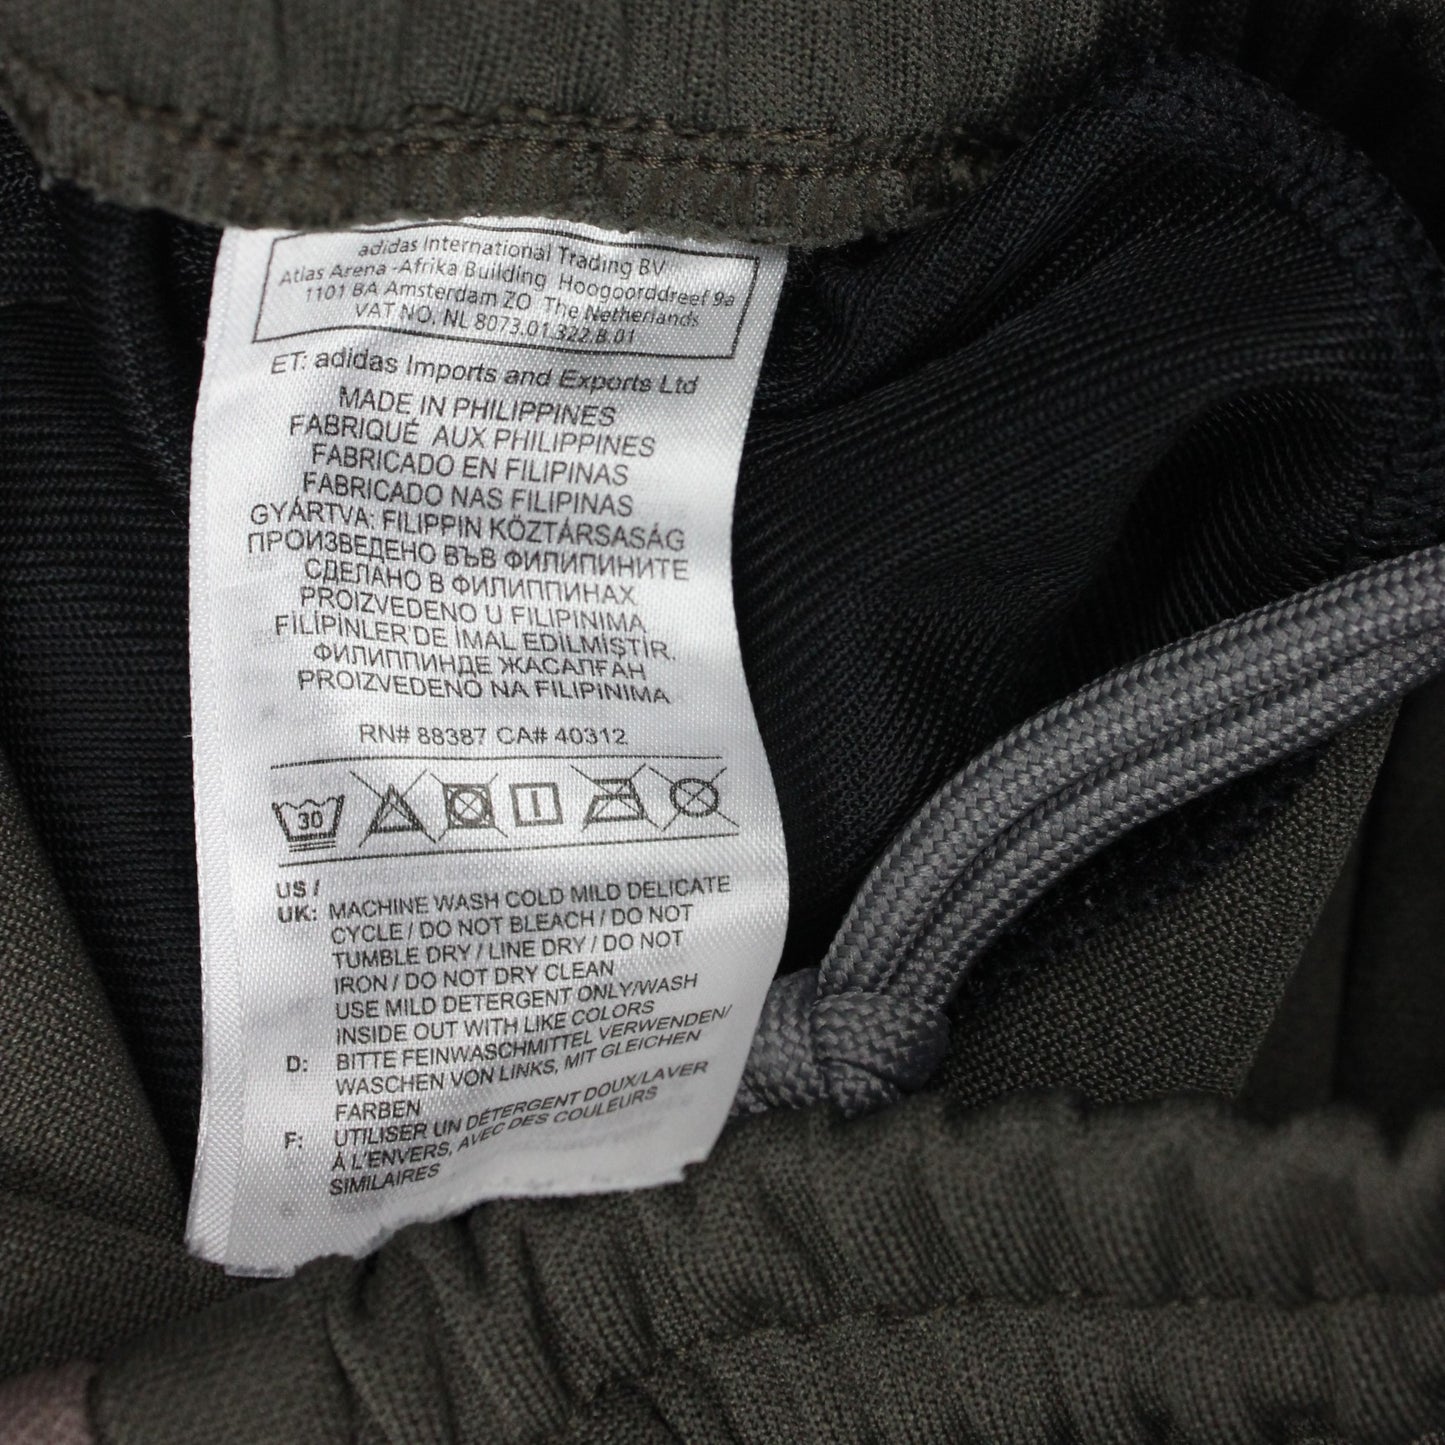 adidas International Trading BV
Atlas Arena -Afrika Building Hoogoorddreef 9a
1101 BA Amsterdam ZO The Netherlands
VAT NO. NL 8073.01.322.B.01
ET: adidas Imports and Exports Ltd
MADE IN PHILIPPINES
FABRIQUÉ AUX PHILIPPINES
FABRICADO EN FILIPINAS
FABRICADO NAS FILIPINAS
GYÁRTVA: FILIPPIN KÖZTÁRSASÁG
ПРОИЗВЕДЕНО ВЪВ ФИЛИПИНИТЕ
СДЕЛАНО В ФИЛИППИНАХ
PROIZVEDENO U FILIPINIMA
FİLİPİNLER'DE İMAL EDİLMİŞTİR.
ФИЛИППИНДЕ ЖАСАЛҒАН
PROIZVEDENO NA FILIPINIMA
RN# 88387 CA# 40312
30
US /
UK: MACHINE WASH COLD MILD DELICATE
CYCLE / DO NOT BLEACH / DO NOT
TUMBLE DRY / LINE DRY / DO NOT
IRON / DO NOT DRY CLEAN
USE MILD DETERGENT ONLY/WASH
INSIDE OUT WITH LIKE COLORS
D: BITTE FEINWASCHMITTEL VERWENDEN/
WASCHEN VON LINKS, MIT GLEICHEN
FARBEN
F: UTILISER UN DÉTERGENT DOUX/LAVER
À L'ENVERS, AVEC DES COULEURS
SIMILAIRES